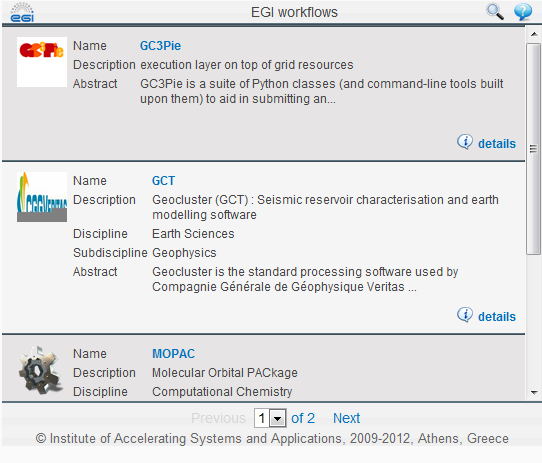 EGI EGI workflows
GC3Pie
Name GC3Pie
Description execution layer on top of grid resources
Abstract GC3Pie is a suite of Python classes (and command-line tools built
upon them) to aid in submitting an...
details
CGGVERITAS
Name GCT
Description Geocluster (GCT) : Seismic reservoir characterisation and earth
modelling software
Discipline Earth Sciences
Subdiscipline Geophysics
Abstract Geocluster is the standard processing software used by
Compagnie Générale de Géophysique Veritas ...
details
Name MOPAC
Description Molecular Orbital PACkage
Discipline Computational Chemistry
Previous 1 of 2 Next
© Institute of Accelerating Systems and Applications, 2009-2012, Athens, Greece